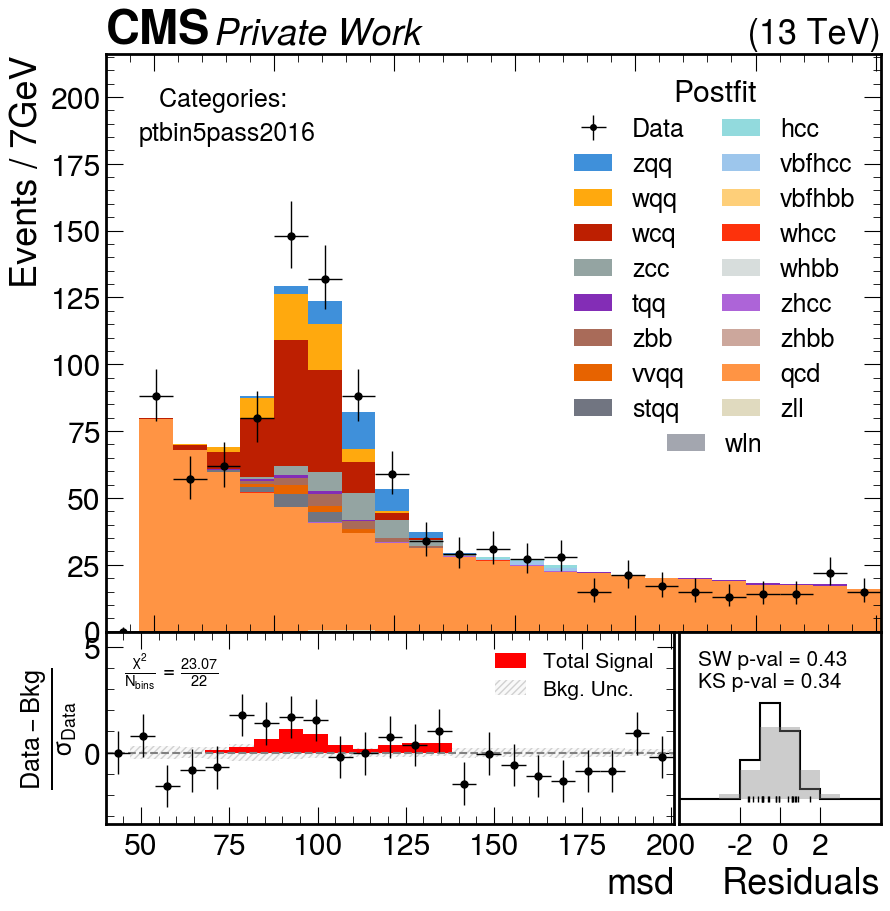 CMS Private Work (13 TeV)
Events / 7GeV
200
175
150
125
100
75
50
25
0
Categories:
ptbin5pass2016
Postfit
Data hcc
zqq vbfhcc
wqq vbfhbb
wcq whcc
zcc whbb
tqq zhcc
zbb zhbb
vvqq qcd
stqq zll
wln
Data – Bkg
σData
5
0
χ²
Nbins
= 23.07
22
Total Signal
Bkg. Unc.
SW p-val = 0.43
KS p-val = 0.34
50 75 100 125 150 175 200 -2 0 2
msd Residuals